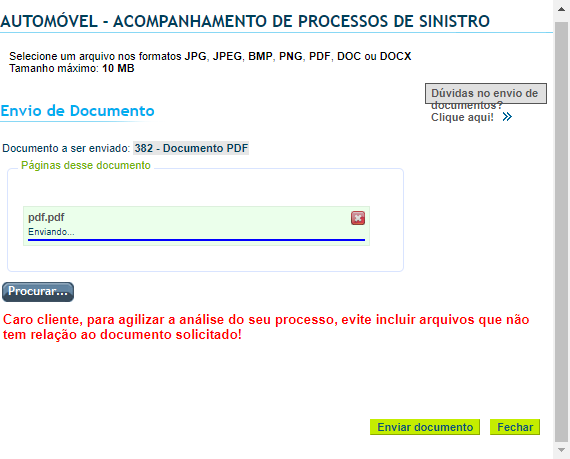 AUTOMÓVEL - ACOMPANHAMENTO DE PROCESSOS DE SINISTRO
Selecione um arquivo nos formatos JPG, JPEG, BMP, PNG, PDF, DOC ou DOCX
Tamanho máximo: 10 MB
Dúvidas no envio de
documentos?
Clique aqui!
Envio de Documento
Documento a ser enviado: 382 - Documento PDF
Páginas desse documento
pdf.pdf
Enviando...
Procurar...
Caro cliente, para agilizar a análise do seu processo, evite incluir arquivos que não
tem relação ao documento solicitado!
Enviar documento
Fechar